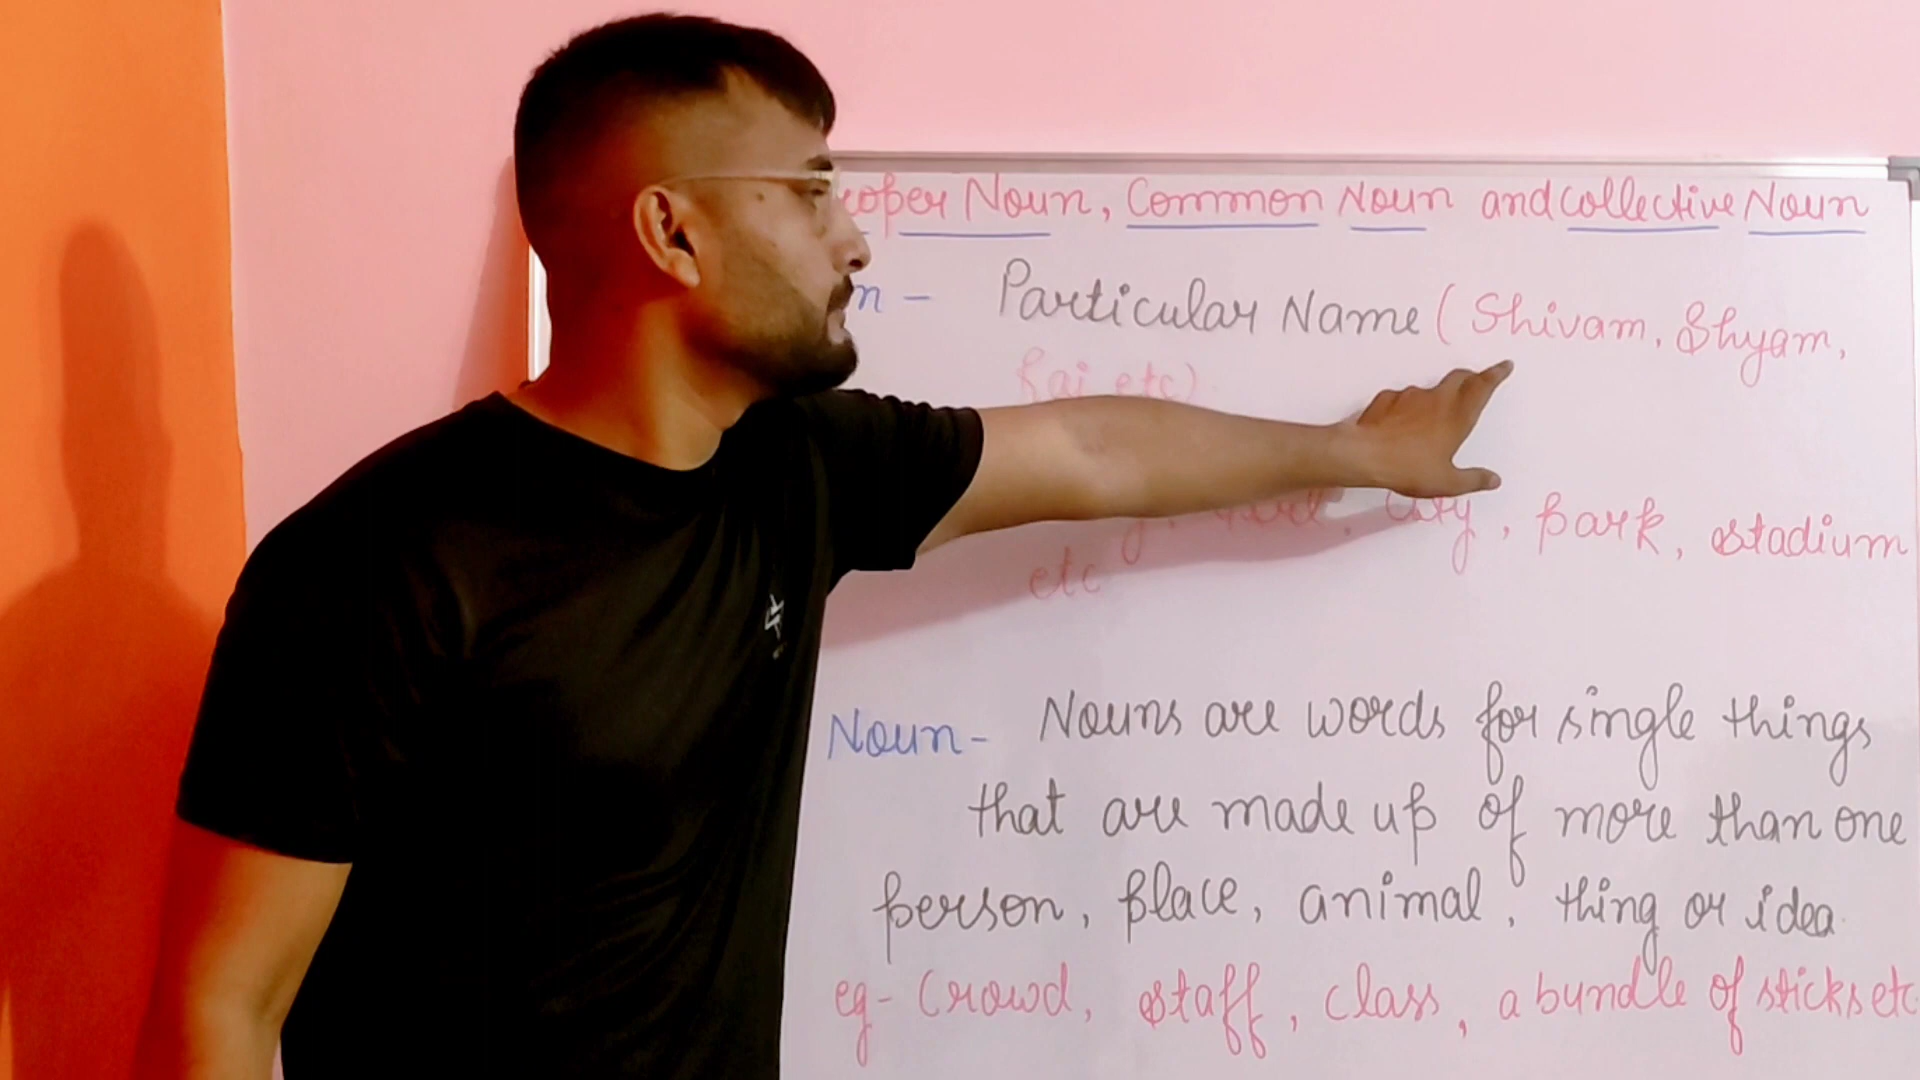 Noun, Common Noun and Collective Noun
n - Particular Name (Shivam, Shyam,
etc)
City, park, stadium
etc
Noun - Nouns are words for single things
that are made up of more than one
person, place, animal, thing or idea.
eg - Crowd, staff, class, a bundle of sticks etc